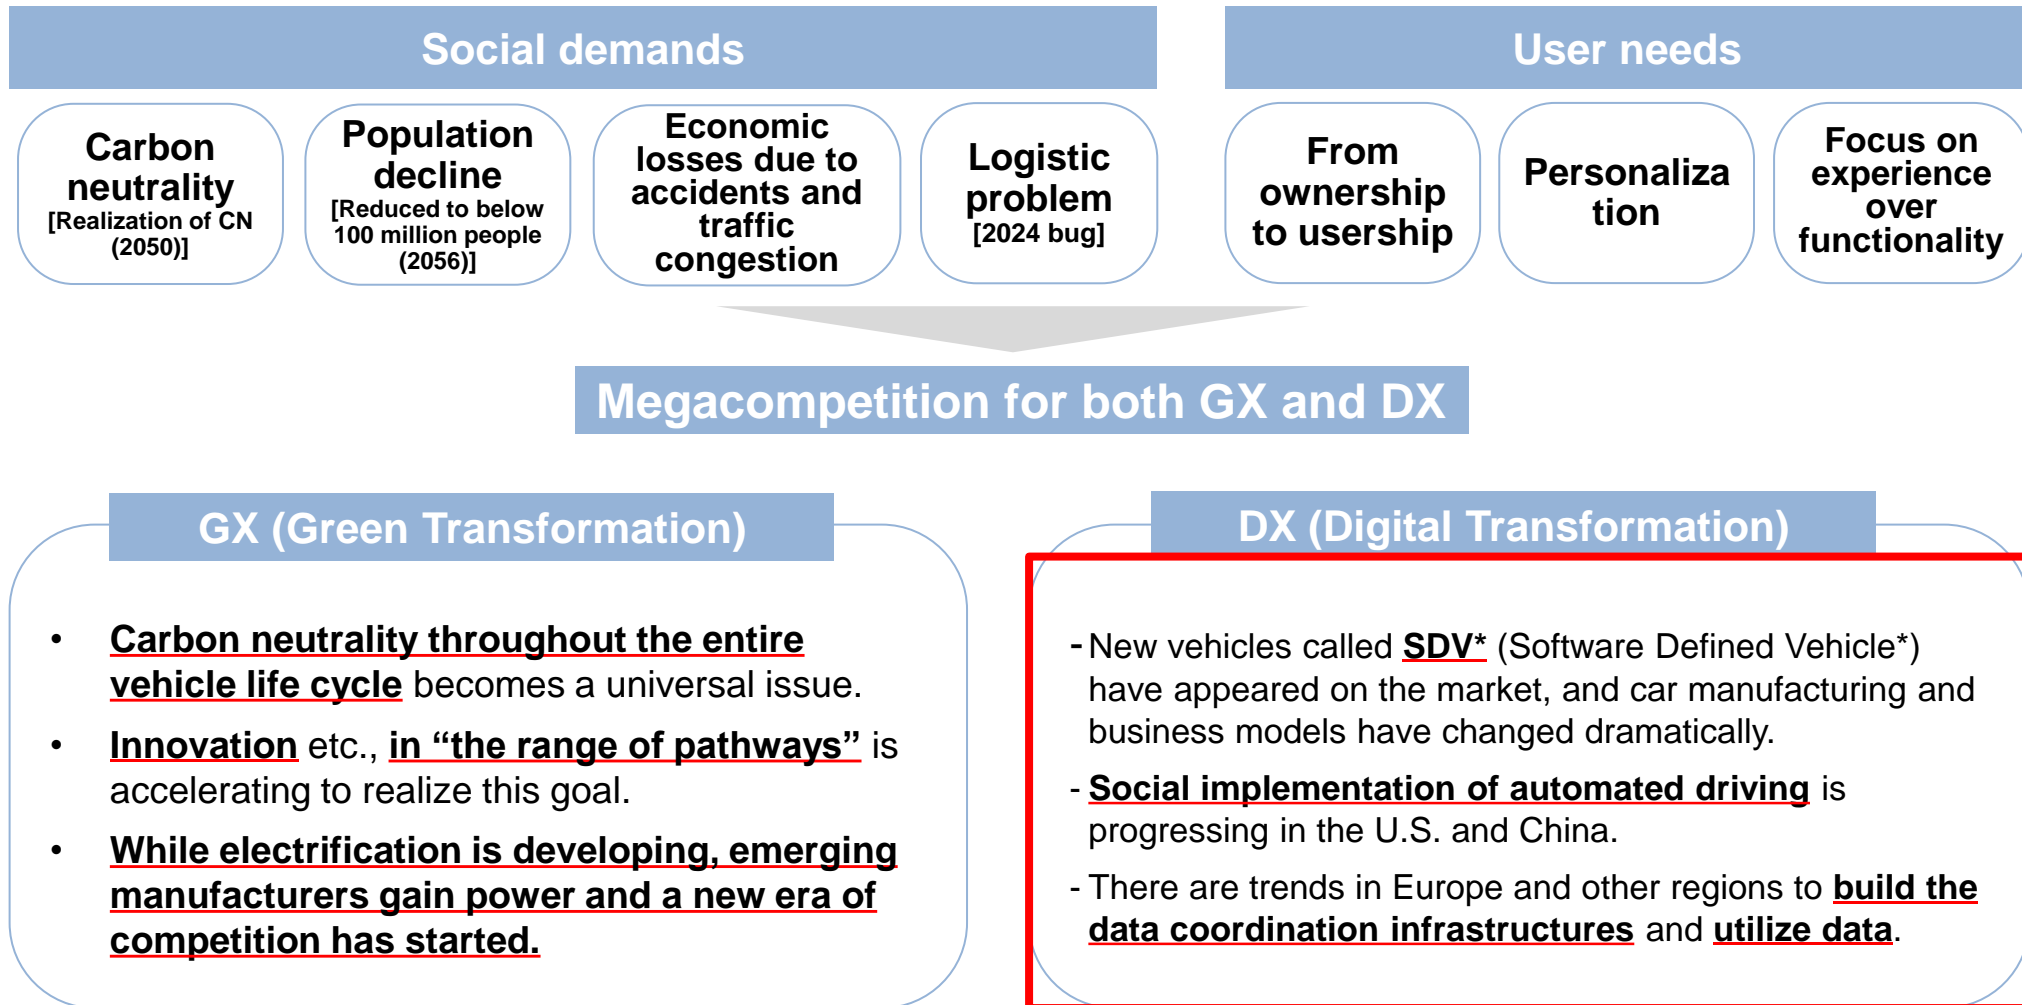 Social demands
User needs
Carbon
neutrality
[Realization of CN
(2050)]
Population
decline
[Reduced to below
100 million people
(2056)]
Economic
losses due to
accidents and
traffic
congestion
Logistic
problem
[2024 bug]
From
ownership
to usership
Personaliza
tion
Focus on
experience
over
functionality
Megacompetition for both GX and DX
GX (Green Transformation)
• Carbon neutrality throughout the entire
vehicle life cycle becomes a universal issue.
• Innovation etc., in “the range of pathways” is
accelerating to realize this goal.
• While electrification is developing, emerging
manufacturers gain power and a new era of
competition has started.
DX (Digital Transformation)
- New vehicles called SDV* (Software Defined Vehicle*)
have appeared on the market, and car manufacturing and
business models have changed dramatically.
- Social implementation of automated driving is
progressing in the U.S. and China.
- There are trends in Europe and other regions to build the
data coordination infrastructures and utilize data.